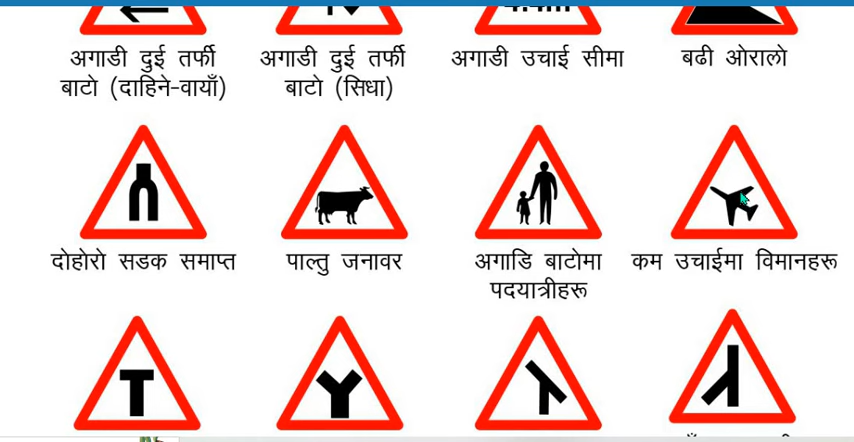 अगाडी दुई तर्फी
बाटो (दाहिने-वायाँ)
अगाडी दुई तर्फी
बाटो (सिधा)
अगाडी उचाई सीमा
बढी ओरालो
दोहोरो सडक समाप्त
पाल्तु जनावर
अगाडि बाटोमा
पदयात्रीहरू
कम उचाईमा विमानहरू